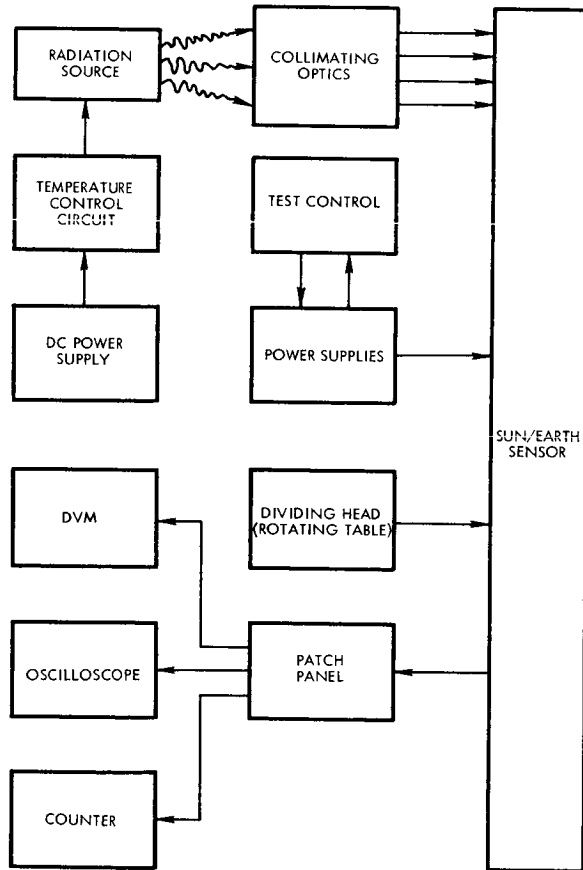 RADIATION
SOURCE
COLLIMATING
OPTICS
TEMPERATURE
CONTROL
CIRCUIT
TEST CONTROL
DC POWER
SUPPLY
POWER SUPPLIES
SUN/EARTH
SENSOR
DVM
DIVIDING HEAD
(ROTATING TABLE)
OSCILLOSCOPE
PATCH
PANEL
COUNTER